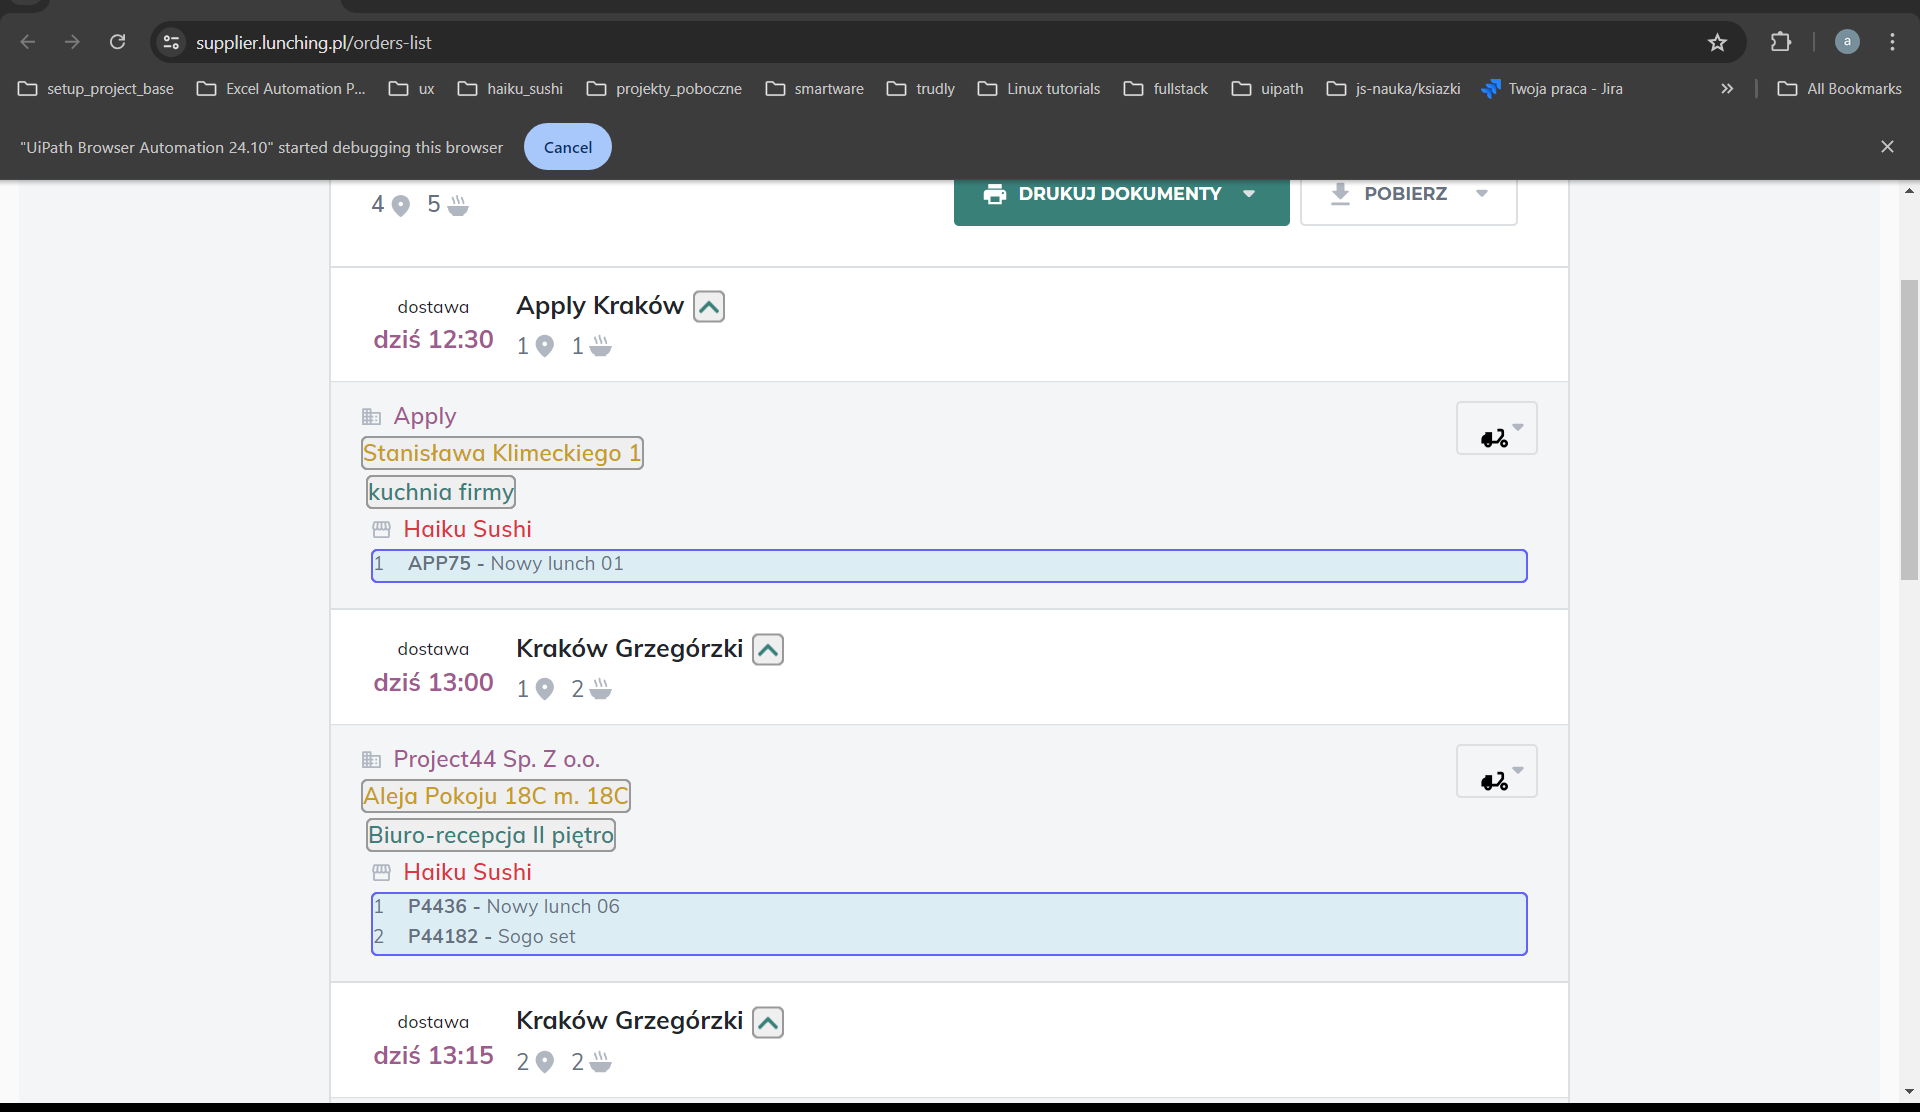 supplier.lunching.pl/orders-list
a
setup_project_base
Excel Automation P...
ux
haiku_sushi
projekty_poboczne
smartware
trudly
Linux tutorials
fullstack
uipath
js-nauka/ksiazki
Twoja praca - Jira
All Bookmarks
"UiPath Browser Automation 24.10" started debugging this browser
Cancel
4 5
DRUKUJ DOKUMENTY
POBIERZ
dostawa
dziś 12:30
Apply Kraków
1 1
Apply
Stanisława Klimeckiego 1
kuchnia firmy
Haiku Sushi
1 APP75 - Nowy lunch 01
dostawa
dziś 13:00
Kraków Grzegórzki
1 2
Project44 Sp. Z o.o.
Aleja Pokoju 18C m. 18C
Biuro-recepcja II piętro
Haiku Sushi
1 P4436 - Nowy lunch 06
2 P44182 - Sogo set
dostawa
dziś 13:15
Kraków Grzegórzki
2 2